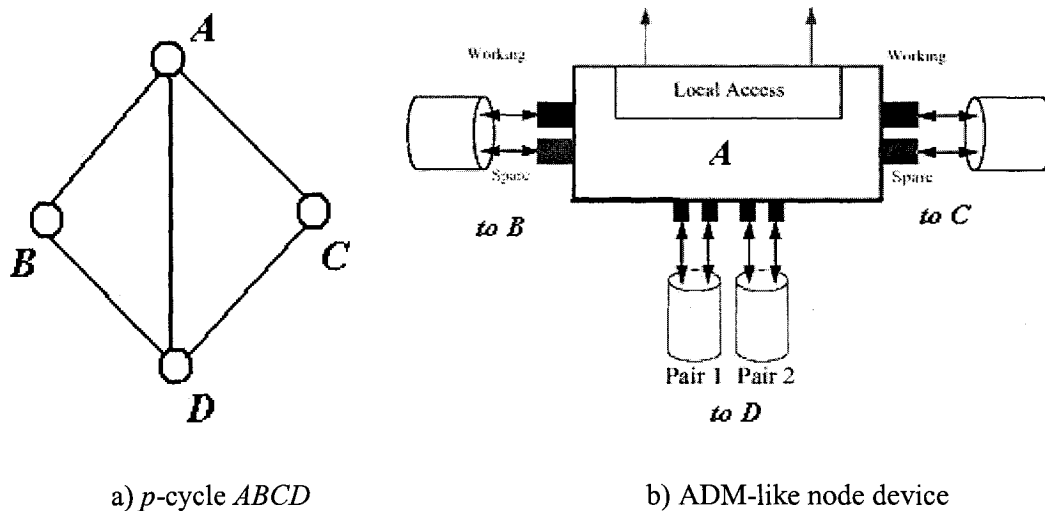 A
B
C
D
Working
Working
Local Access
A
Spare
Spare
to B
to C
Pair 1 Pair 2
to D
a) p-cycle ABCD
b) ADM-like node device